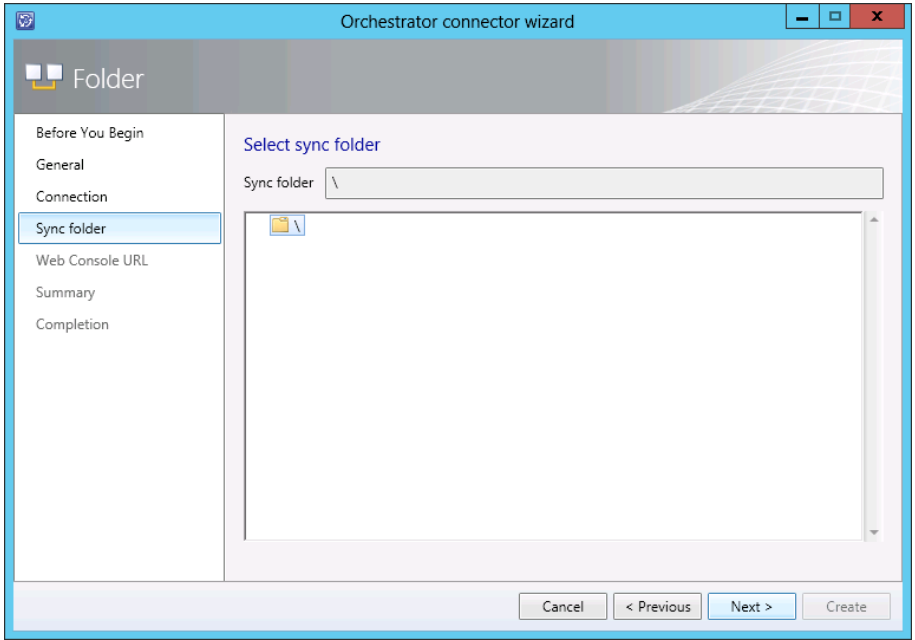 Orchestrator connector wizard
Folder
Before You Begin
General
Connection
Sync folder
Web Console URL
Summary
Completion
Select sync folder
Sync folder \
\
Cancel < Previous Next > Create